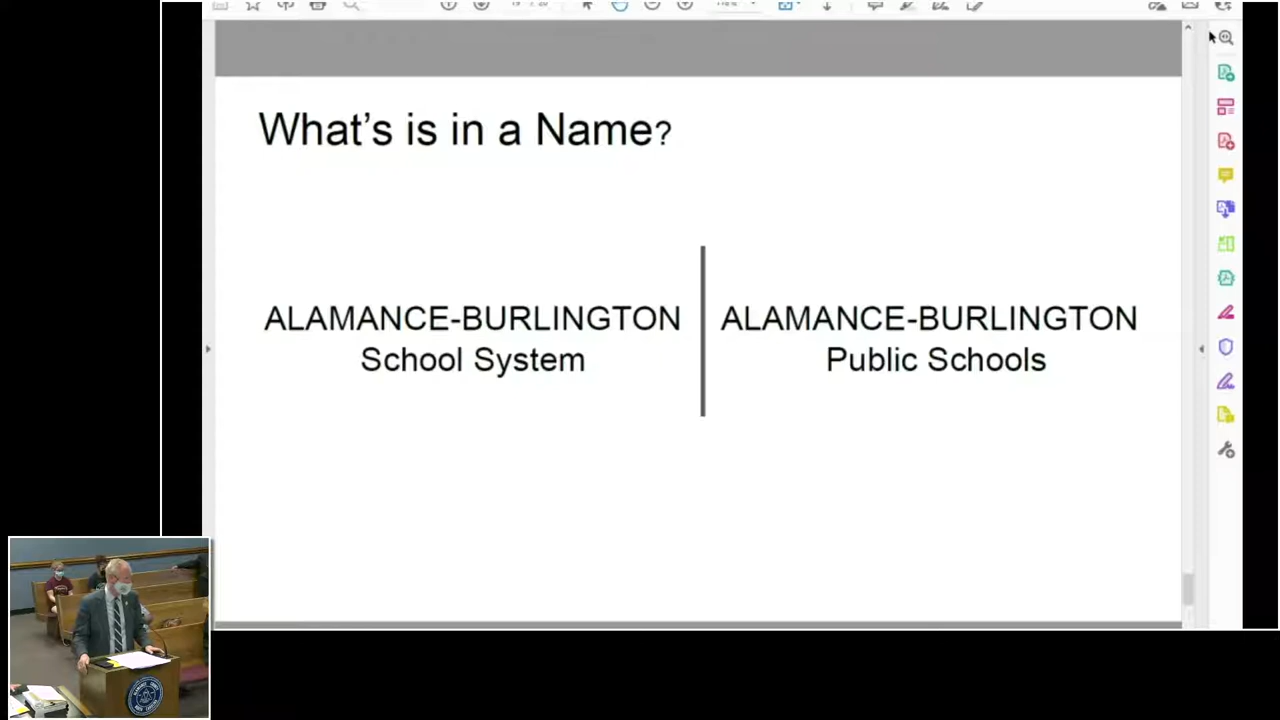 What's is in a Name?
ALAMANCE-BURLINGTON
School System
ALAMANCE-BURLINGTON
Public Schools